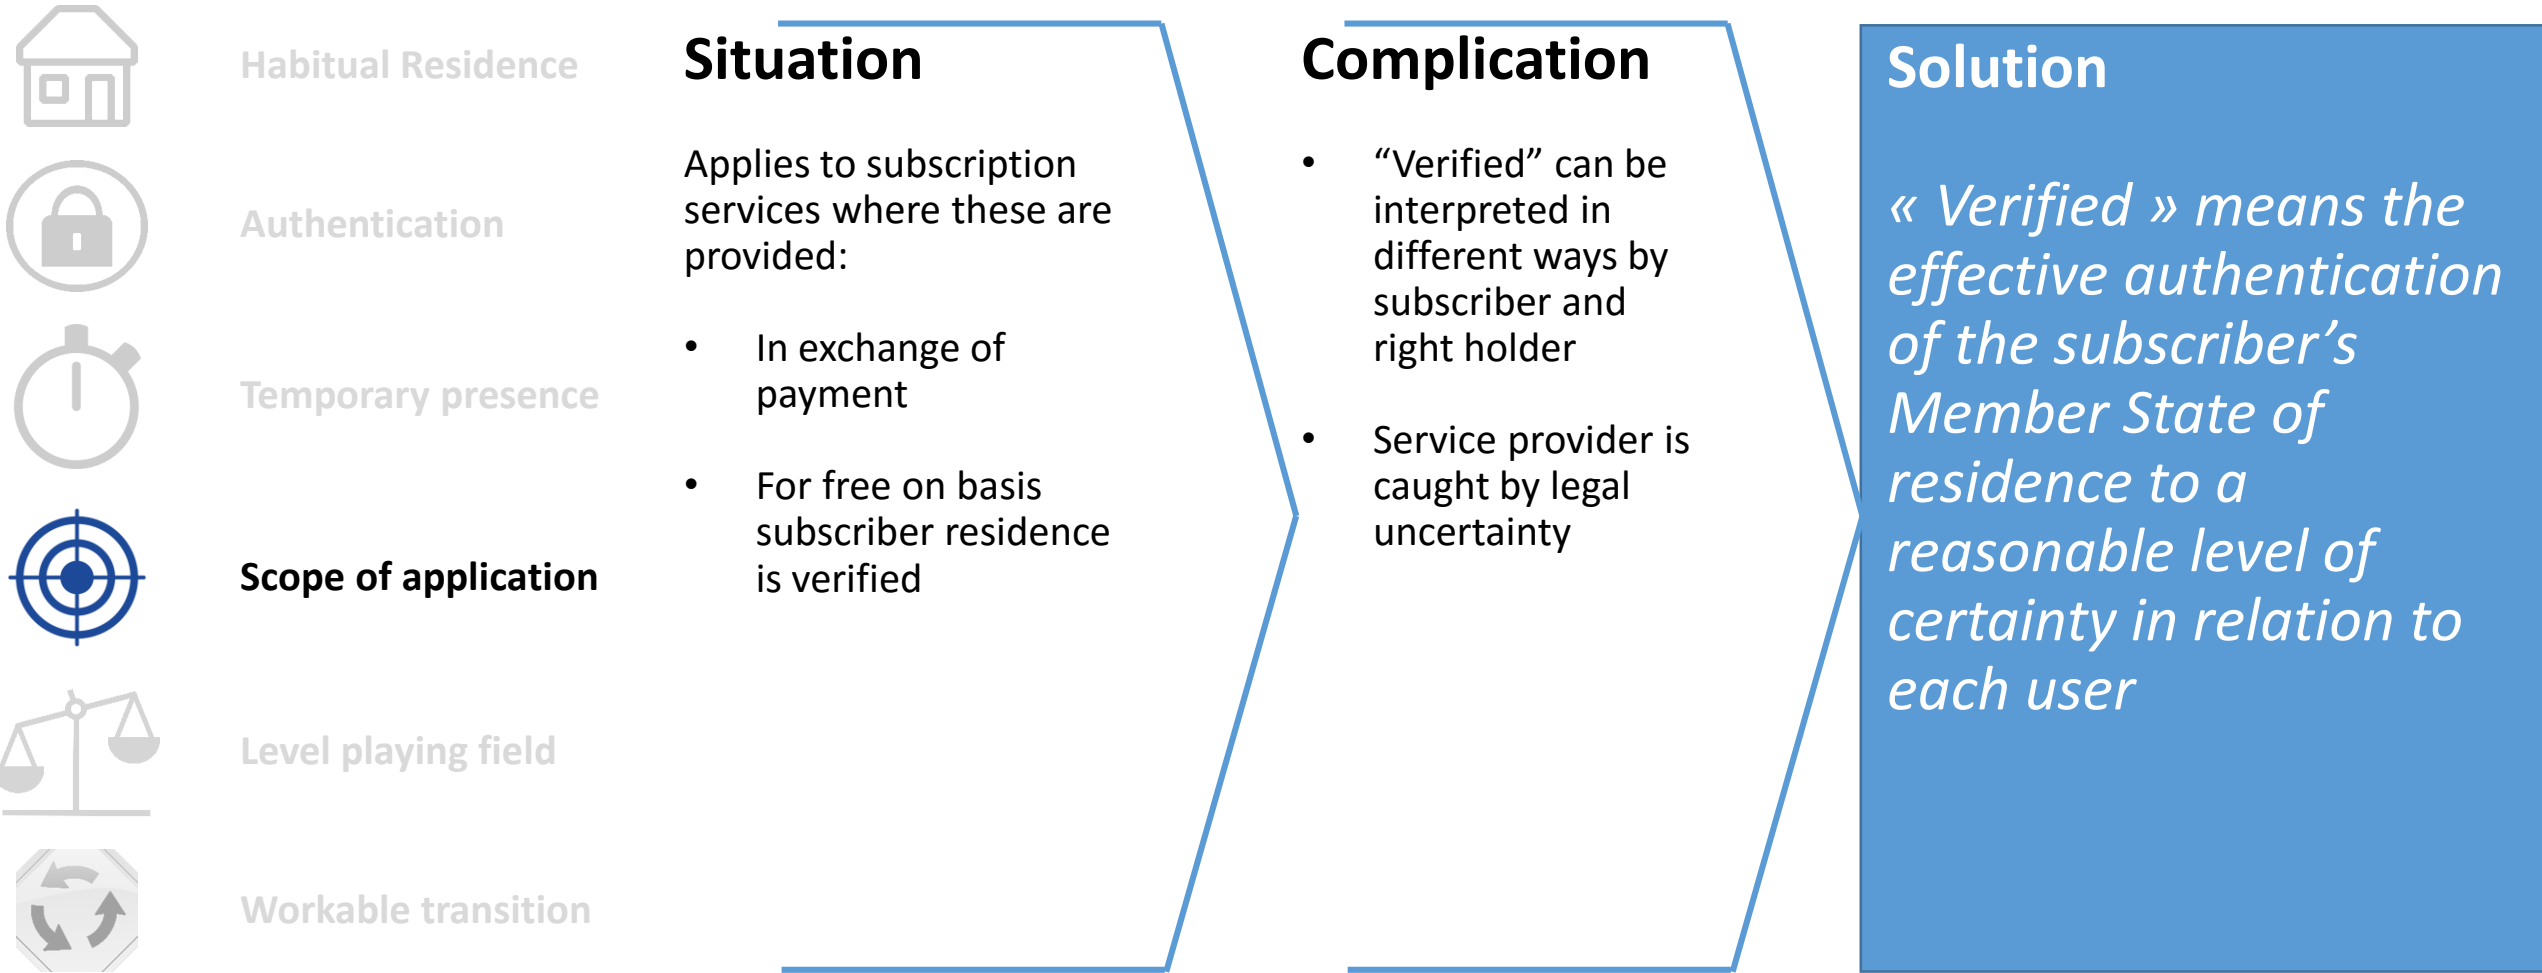 Habitual Residence
Authentication
Temporary presence
Scope of application
Level playing field
Workable transition
Situation
Applies to subscription
services where these are
provided:
• In exchange of
payment
• For free on basis
subscriber residence
is verified
Complication
• “Verified” can be
interpreted in
different ways by
subscriber and
right holder
• Service provider is
caught by legal
uncertainty
Solution
« Verified » means the
effective authentication
of the subscriber’s
Member State of
residence to a
reasonable level of
certainty in relation to
each user